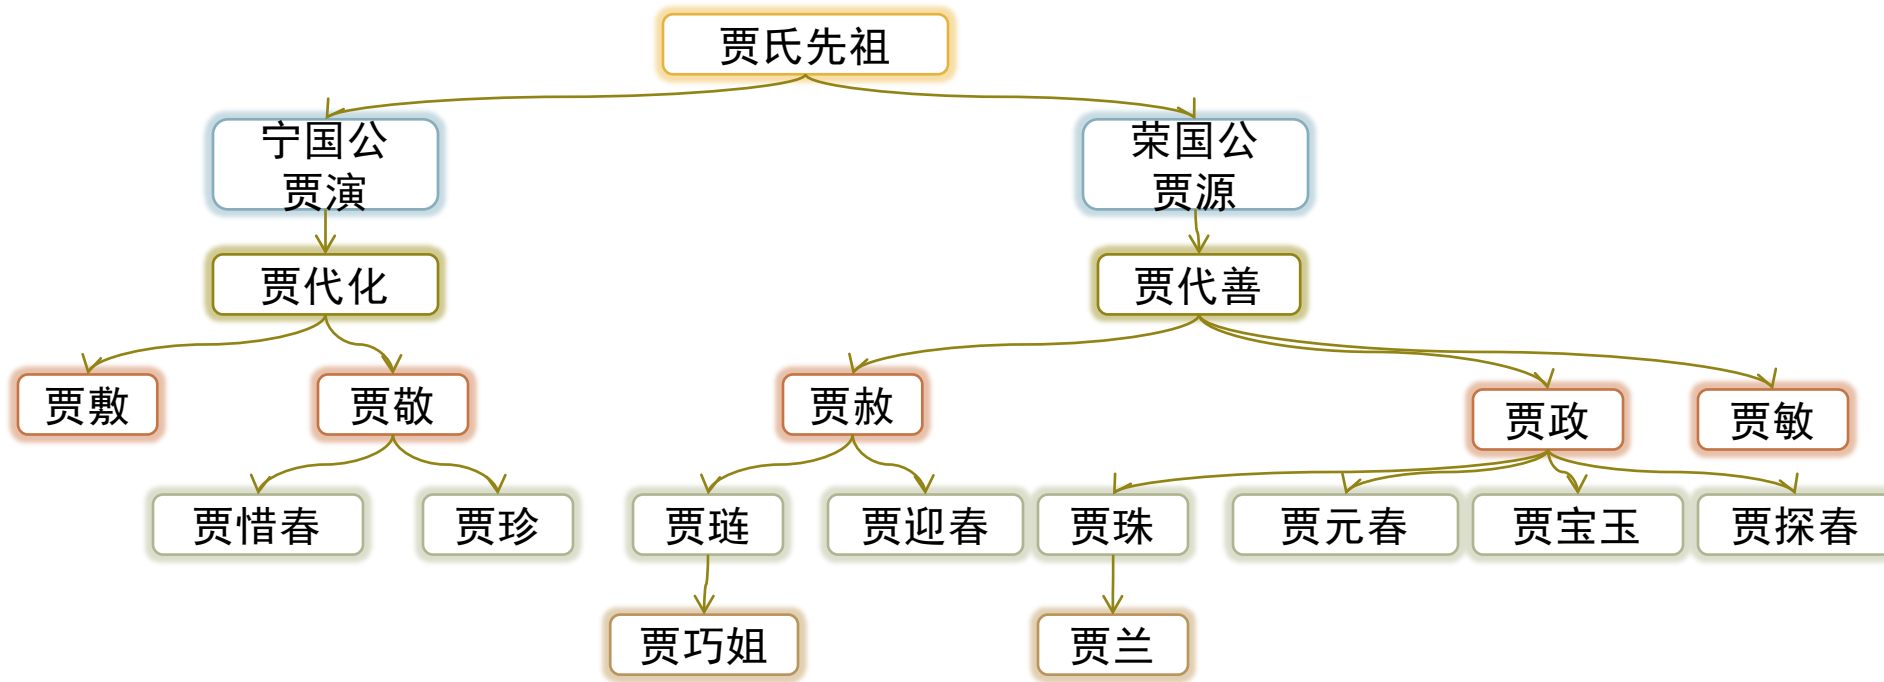 贾氏先祖
宁国公
贾演
荣国公
贾源
贾代化
贾代善
贾敷
贾敬
贾赦
贾政
贾敏
贾惜春
贾珍
贾琏
贾迎春
贾珠
贾元春
贾宝玉
贾探春
贾巧姐
贾兰